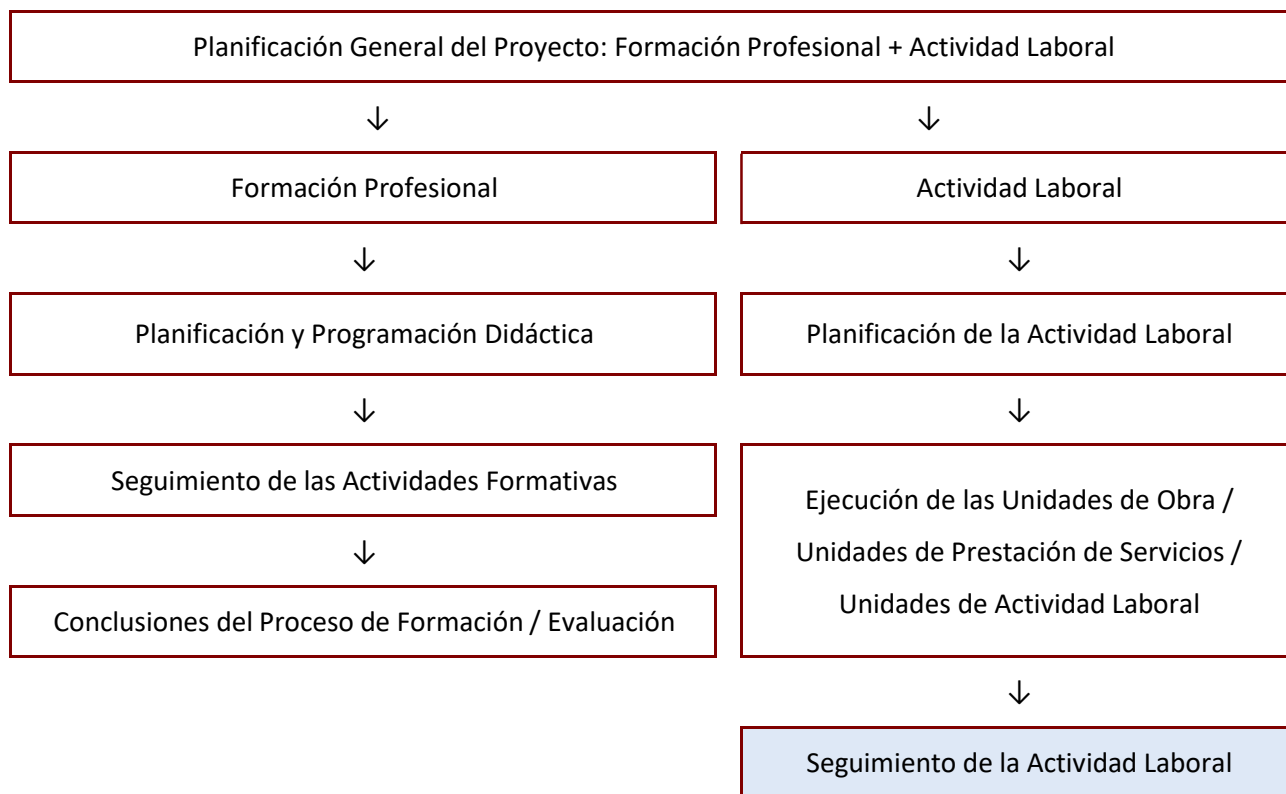 Planificación General del Proyecto: Formación Profesional + Actividad Laboral
↓ ↓
Formación Profesional
Actividad Laboral
↓ ↓
Planificación y Programación Didáctica
Planificación de la Actividad Laboral
↓ ↓
Seguimiento de las Actividades Formativas
↓
Conclusiones del Proceso de Formación / Evaluación
Ejecución de las Unidades de Obra /
Unidades de Prestación de Servicios /
Unidades de Actividad Laboral
↓
Seguimiento de la Actividad Laboral